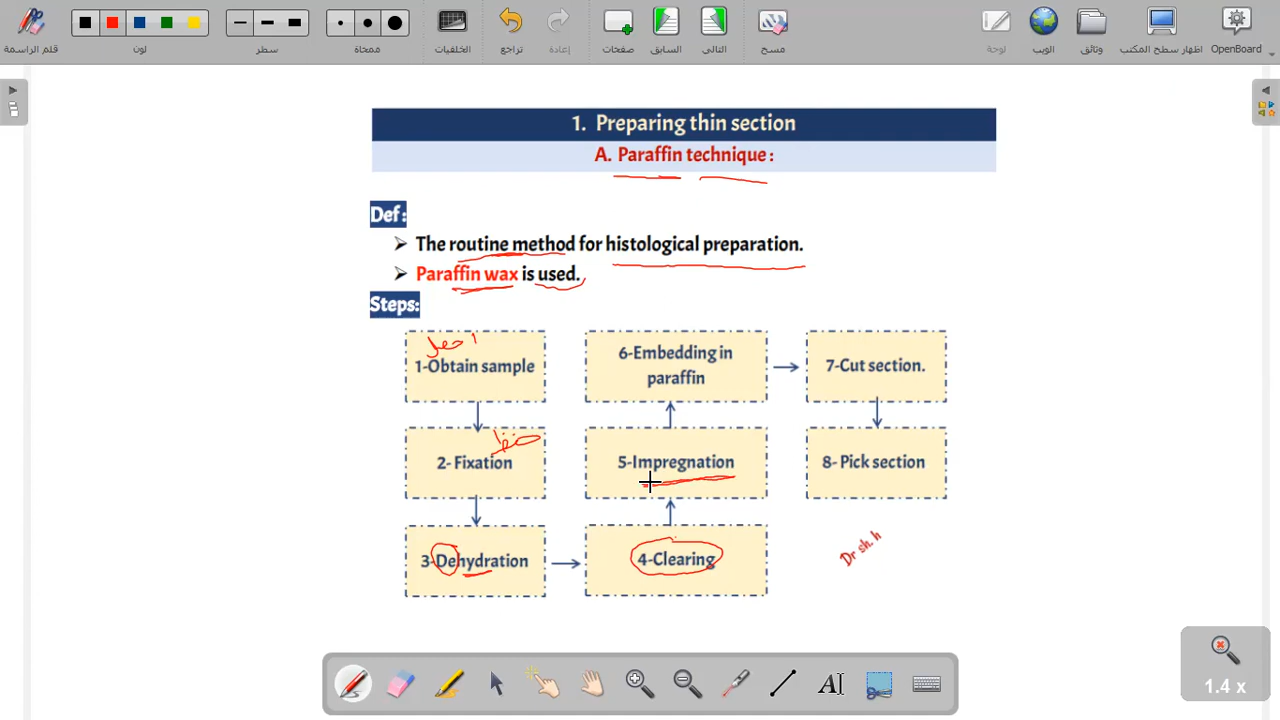 قلم الراسمة
لون
سطر
ممحاة
الخلفيات
تراجع
إعادة
صفحات
السابق
التالي
مسح
لوحة
الويب
وثائق
اظهار سطح المكتب
OpenBoard
1. Preparing thin section
A. Paraffin technique :
Def :
➢ The routine method for histological preparation.
➢ Paraffin wax is used.
Steps:
1-Obtain sample
2- Fixation
3-Dehydration
4-Clearing
5-Impregnation
6-Embedding in
paraffin
7-Cut section.
8- Pick section
Dr sh. h
1.4 x